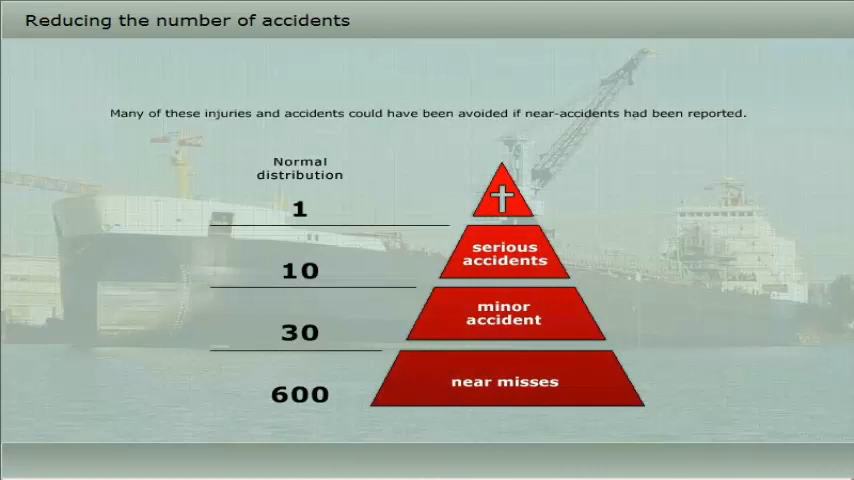 Reducing the number of accidents
Many of these injuries and accidents could have been avoided if near-accidents had been reported.
Normal
distribution
1
10
serious
accidents
30
minor
accident
600
near misses